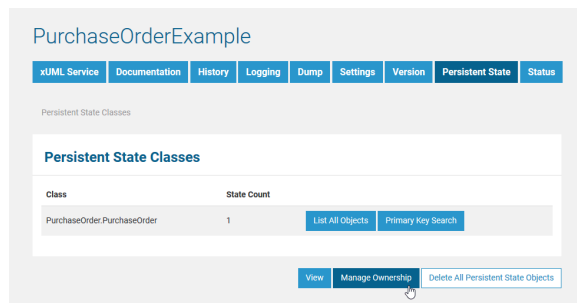 PurchaseOrderExample
xUML Service Documentation History Logging Dump Settings Version Persistent State Status
Persistent State Classes
Persistent State Classes
Class State Count
PurchaseOrder.PurchaseOrder 1 List All Objects Primary Key Search
View Manage Ownership Delete All Persistent State Objects